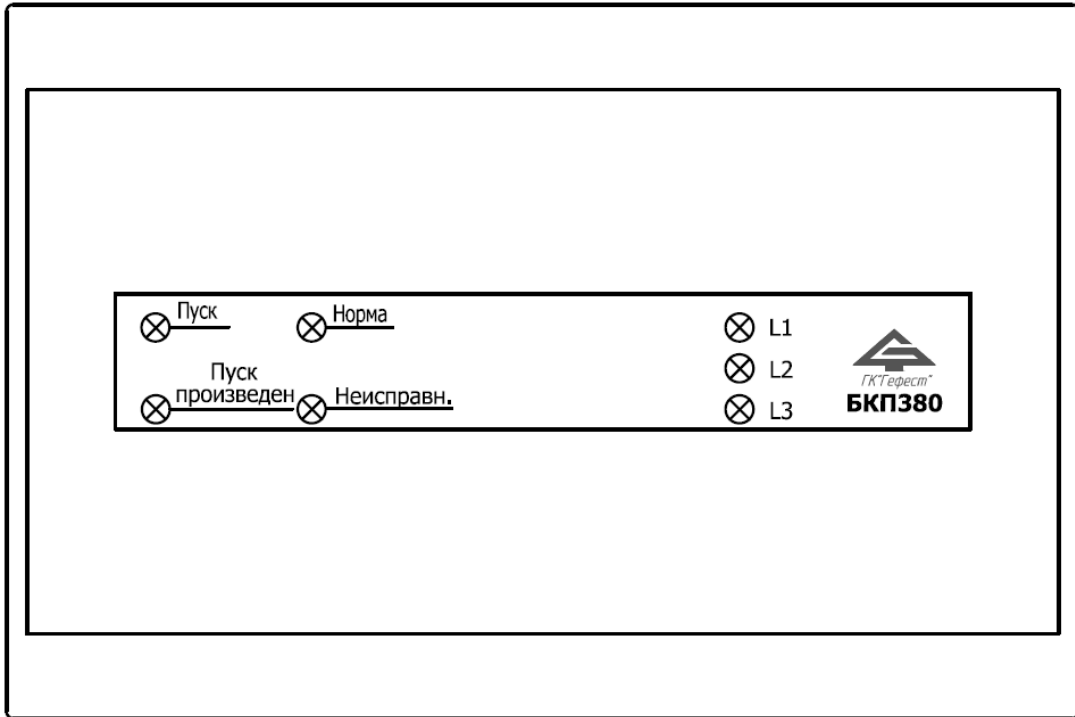 Пуск
Норма
Пуск
произведен
Неисправн.
L1
L2
L3
ГК"Гефест"
БКП380